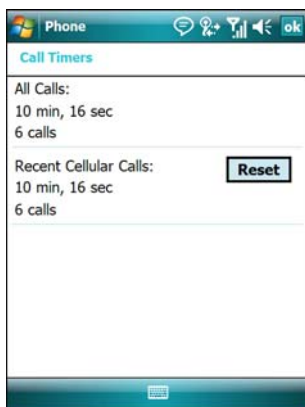 Phone
ok
Call Timers
All Calls:
10 min, 16 sec
6 calls
Recent Cellular Calls:
Reset
10 min, 16 sec
6 calls